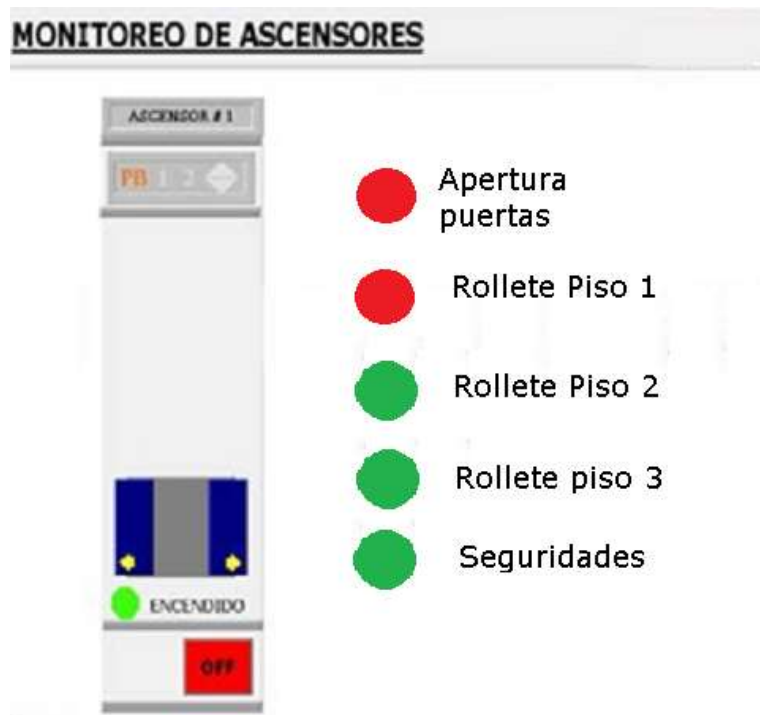 MONITOREO DE ASCENSORES
ASCENSOR # 1
PB 1 2
Apertura
puertas
Rollete Piso 1
Rollete Piso 2
Rollete piso 3
Seguridades
ENCENDIDO
OFF